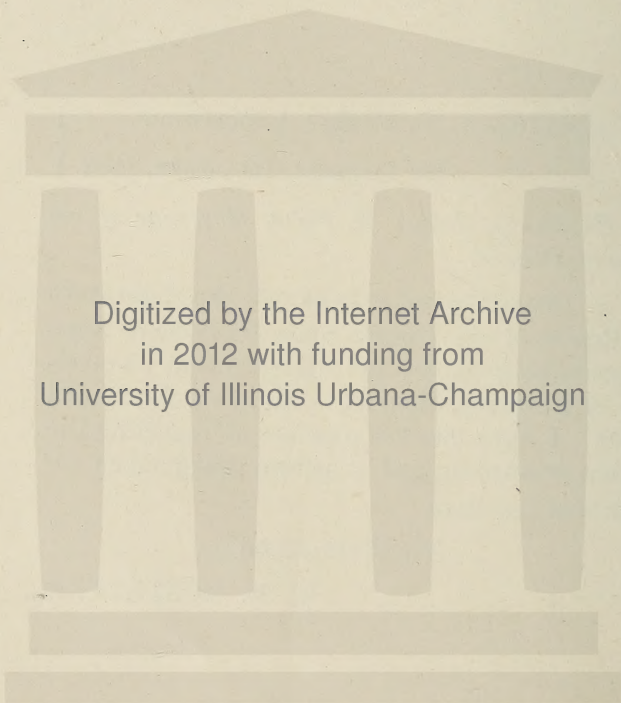 Digitized by the Internet Archive
in 2012 with funding from
University of Illinois Urbana-Champaign